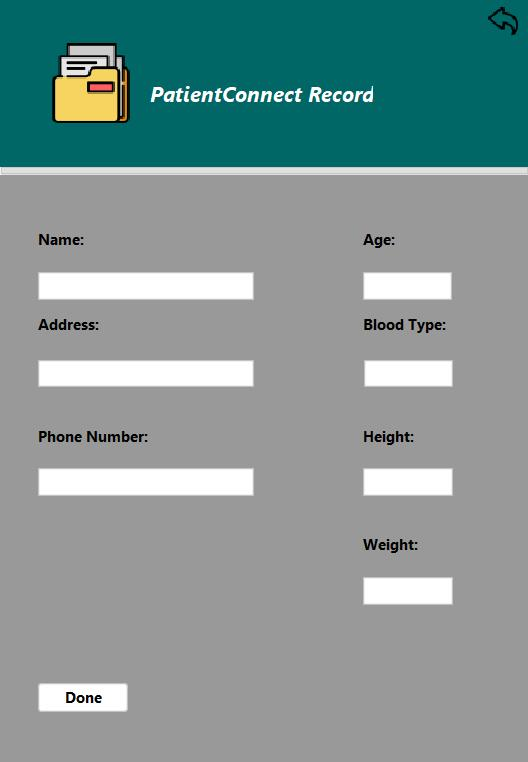 PatientConnect Record
Name:
Age:
Address:
Blood Type:
Phone Number:
Height:
Weight:
Done